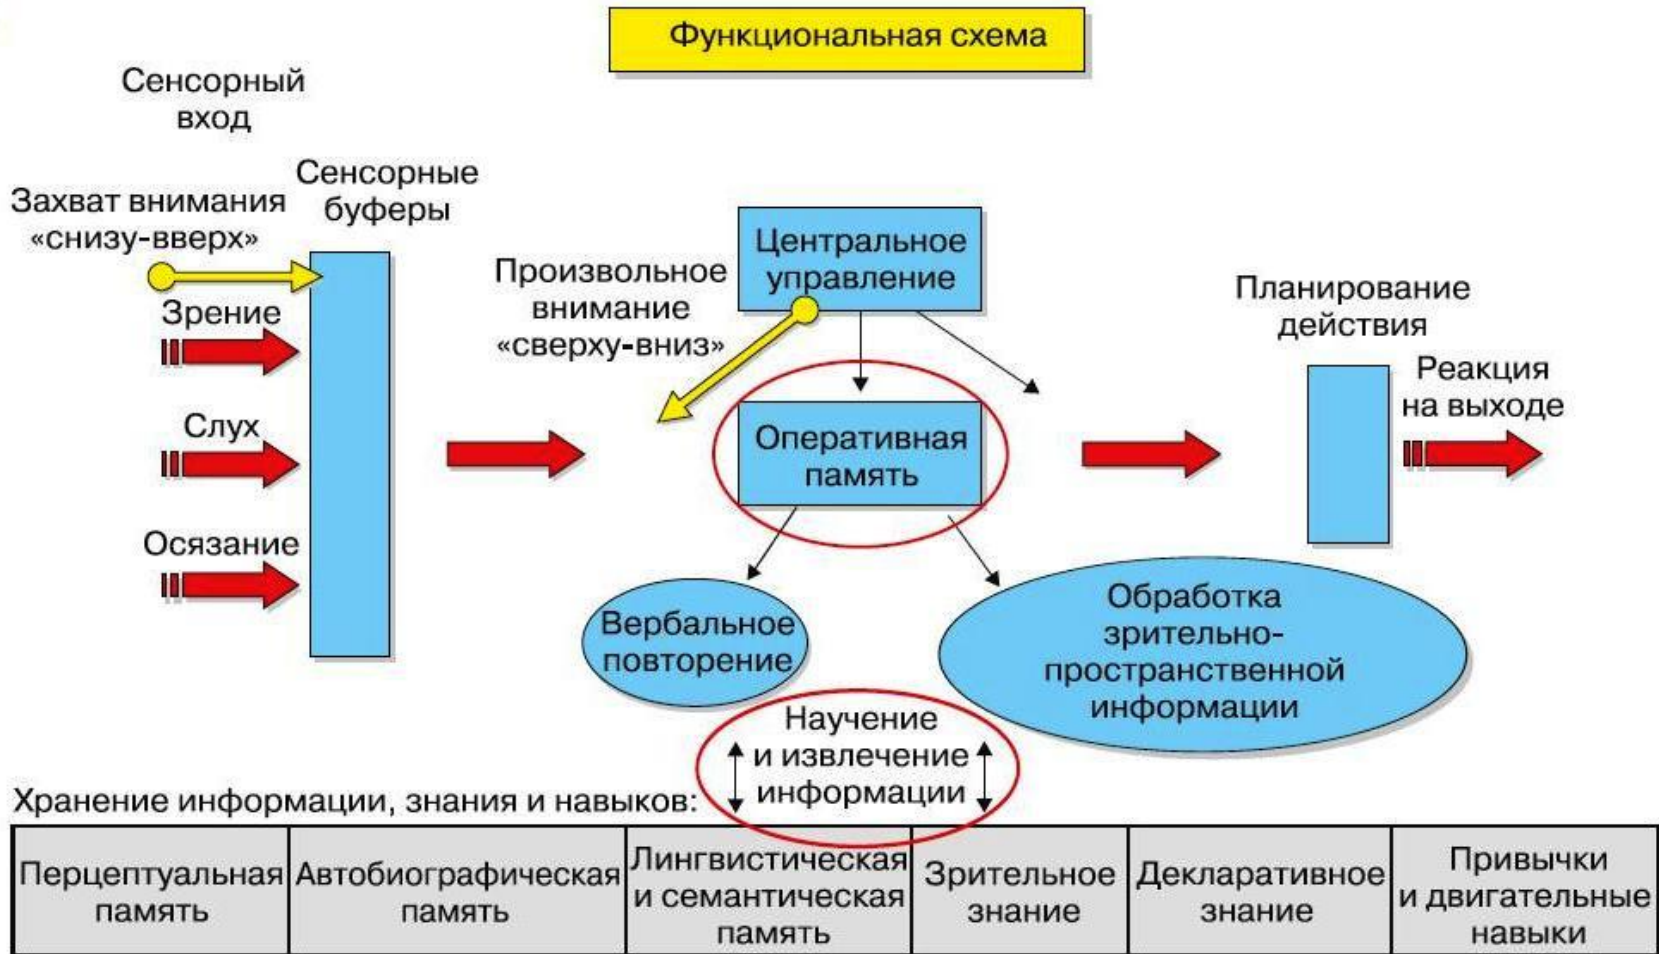 Функциональная схема
Сенсорный
вход
Захват внимания
«снизу-вверх»
Сенсорные
буферы
Зрение
Слух
Осязание
Произвольное
внимание
«сверху-вниз»
Центральное
управление
Оперативная
память
Планирование
действия
Реакция
на выходе
Вербальное
повторение
Обработка
зрительно-
пространственной
информации
Научение
и извлечение
информации
Хранение информации, знания и навыков:
Перцептуальная
память
Автобиографическая
память
Лингвистическая
и семантическая
память
Зрительное
знание
Декларативное
знание
Привычки
и двигательные
навыки